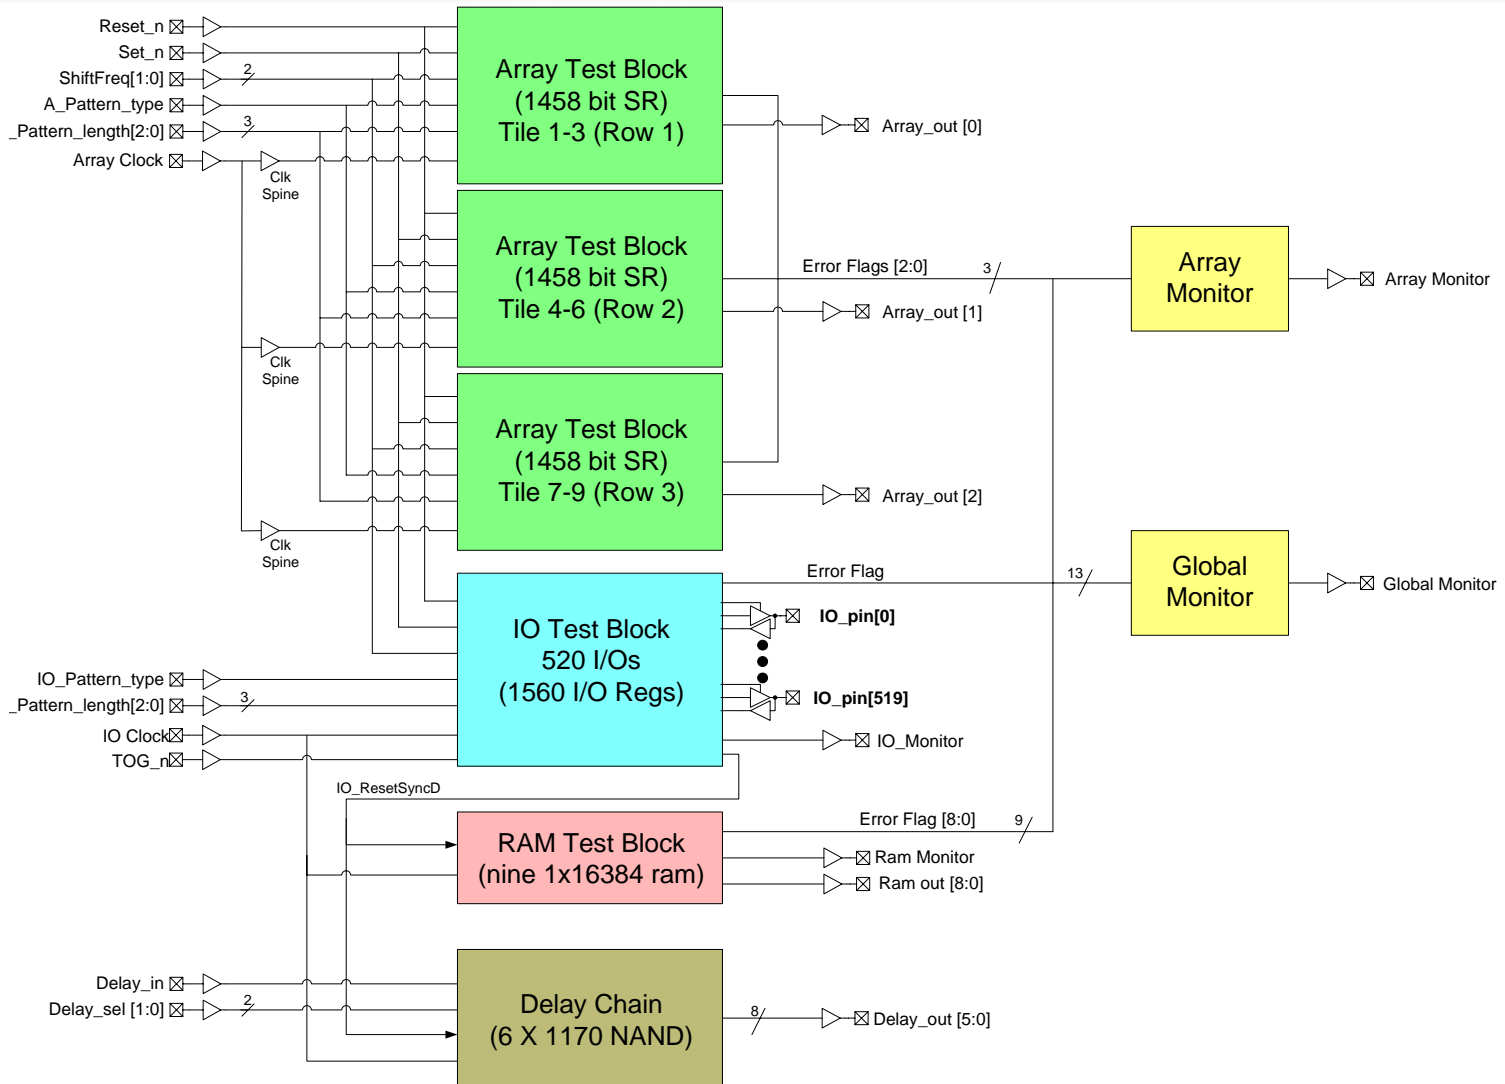 Reset_n
Set_n
ShiftFreq[1:0]
2
A_Pattern_type
_Pattern_length[2:0]
3
Array Clock
Clk
Spine
Array Test Block
(1458 bit SR)
Tile 1-3 (Row 1)
Array_out [0]
Array Test Block
(1458 bit SR)
Tile 4-6 (Row 2)
Error Flags [2:0]
3
Array_out [1]
Array
Monitor
Array Monitor
Clk
Spine
Array Test Block
(1458 bit SR)
Tile 7-9 (Row 3)
Array_out [2]
Clk
Spine
Error Flag
13
Global
Monitor
Global Monitor
IO Test Block
520 I/Os
(1560 I/O Regs)
IO_pin[0]
IO_pin[519]
IO_Monitor
IO_Pattern_type
_Pattern_length[2:0]
3
IO Clock
TOG_n
IO_ResetSyncD
RAM Test Block
(nine 1x16384 ram)
Error Flag [8:0]
9
Ram Monitor
Ram out [8:0]
Delay_in
Delay_sel [1:0]
2
Delay Chain
(6 X 1170 NAND)
8
Delay_out [5:0]